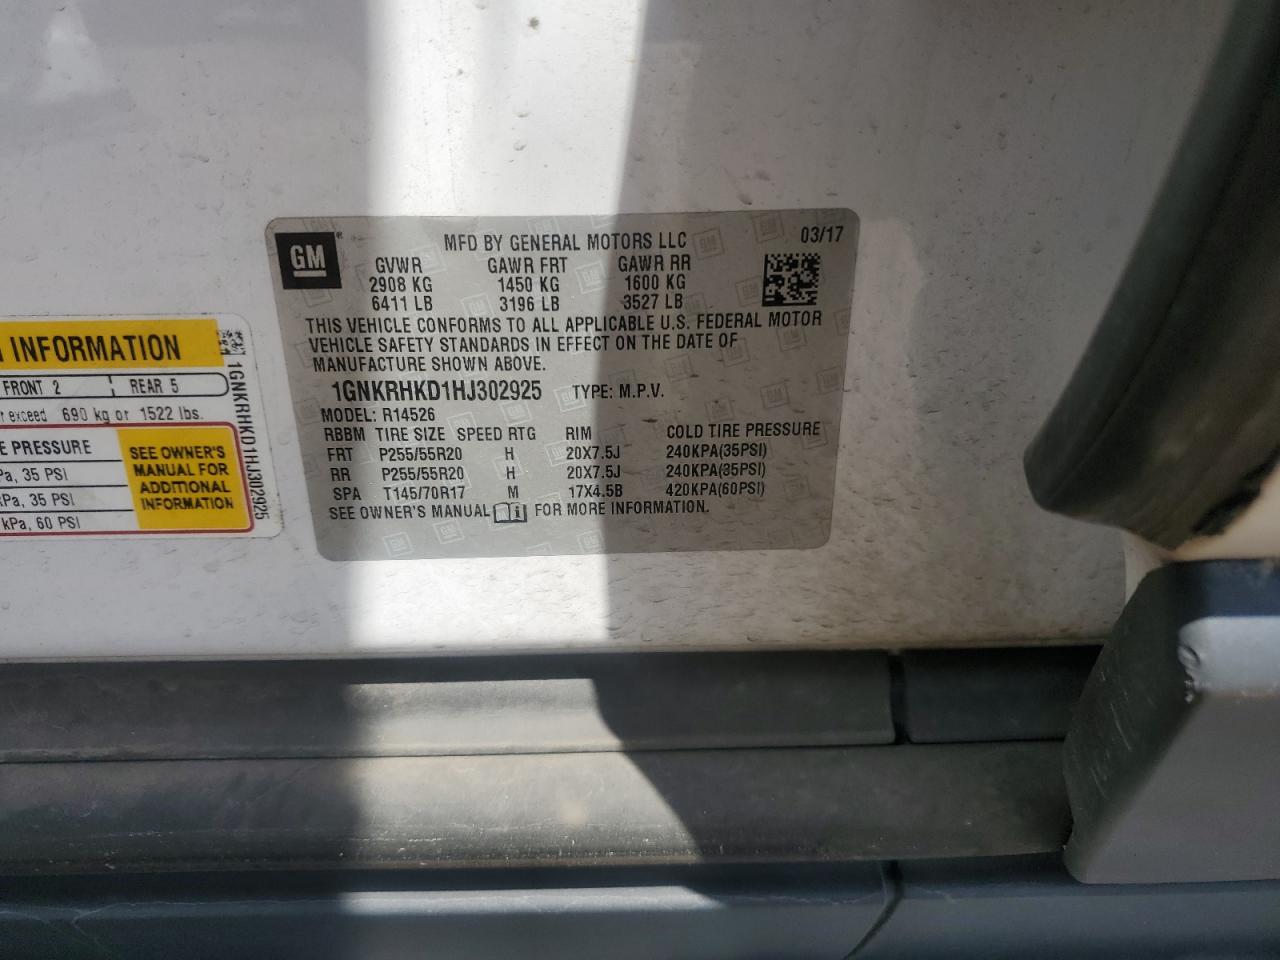 GM
MFD BY GENERAL MOTORS LLC 03/17
GVWR GAWR FRT GAWR RR
2908 KG 1450 KG 1600 KG
6411 LB 3196 LB 3527 LB
THIS VEHICLE CONFORMS TO ALL APPLICABLE U.S. FEDERAL MOTOR
VEHICLE SAFETY STANDARDS IN EFFECT ON THE DATE OF
MANUFACTURE SHOWN ABOVE.
1GNKRHKD1HJ302925 TYPE: M.P.V.
MODEL: R14526
RBBM TIRE SIZE SPEED RTG RIM COLD TIRE PRESSURE
FRT P255/55R20 H 20X7.5J 240KPA(35PSI)
RR P255/55R20 H 20X7.5J 240KPA(35PSI)
SPA T145/70R17 M 17X4.5B 420KPA(60PSI)
SEE OWNER'S MANUAL FOR MORE INFORMATION.
INFORMATION
FRONT 2 REAR 5
exceed 690 kg or 1522 lbs.
PRESSURE
35 PSI
kPa, 35 PSI
kPa, 60 PSI
SEE OWNER'S
MANUAL FOR
ADDITIONAL
INFORMATION
1GNKRHKD1HJ302925